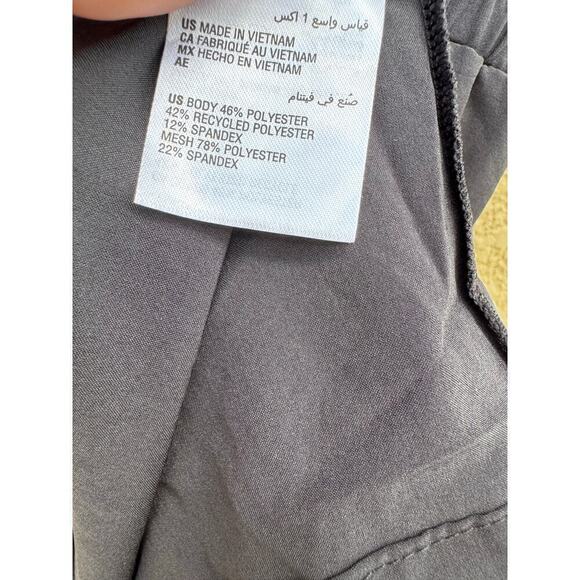 قياس واسع 1 اكس
US MADE IN VIETNAM
CA FABRIQUÉ AU VIETNAM
MX HECHO EN VIETNAM
AE
صُنع في فيتنام
US BODY 46% POLYESTER
42% RECYCLED POLYESTER
12% SPANDEX
MESH 78% POLYESTER
22% SPANDEX